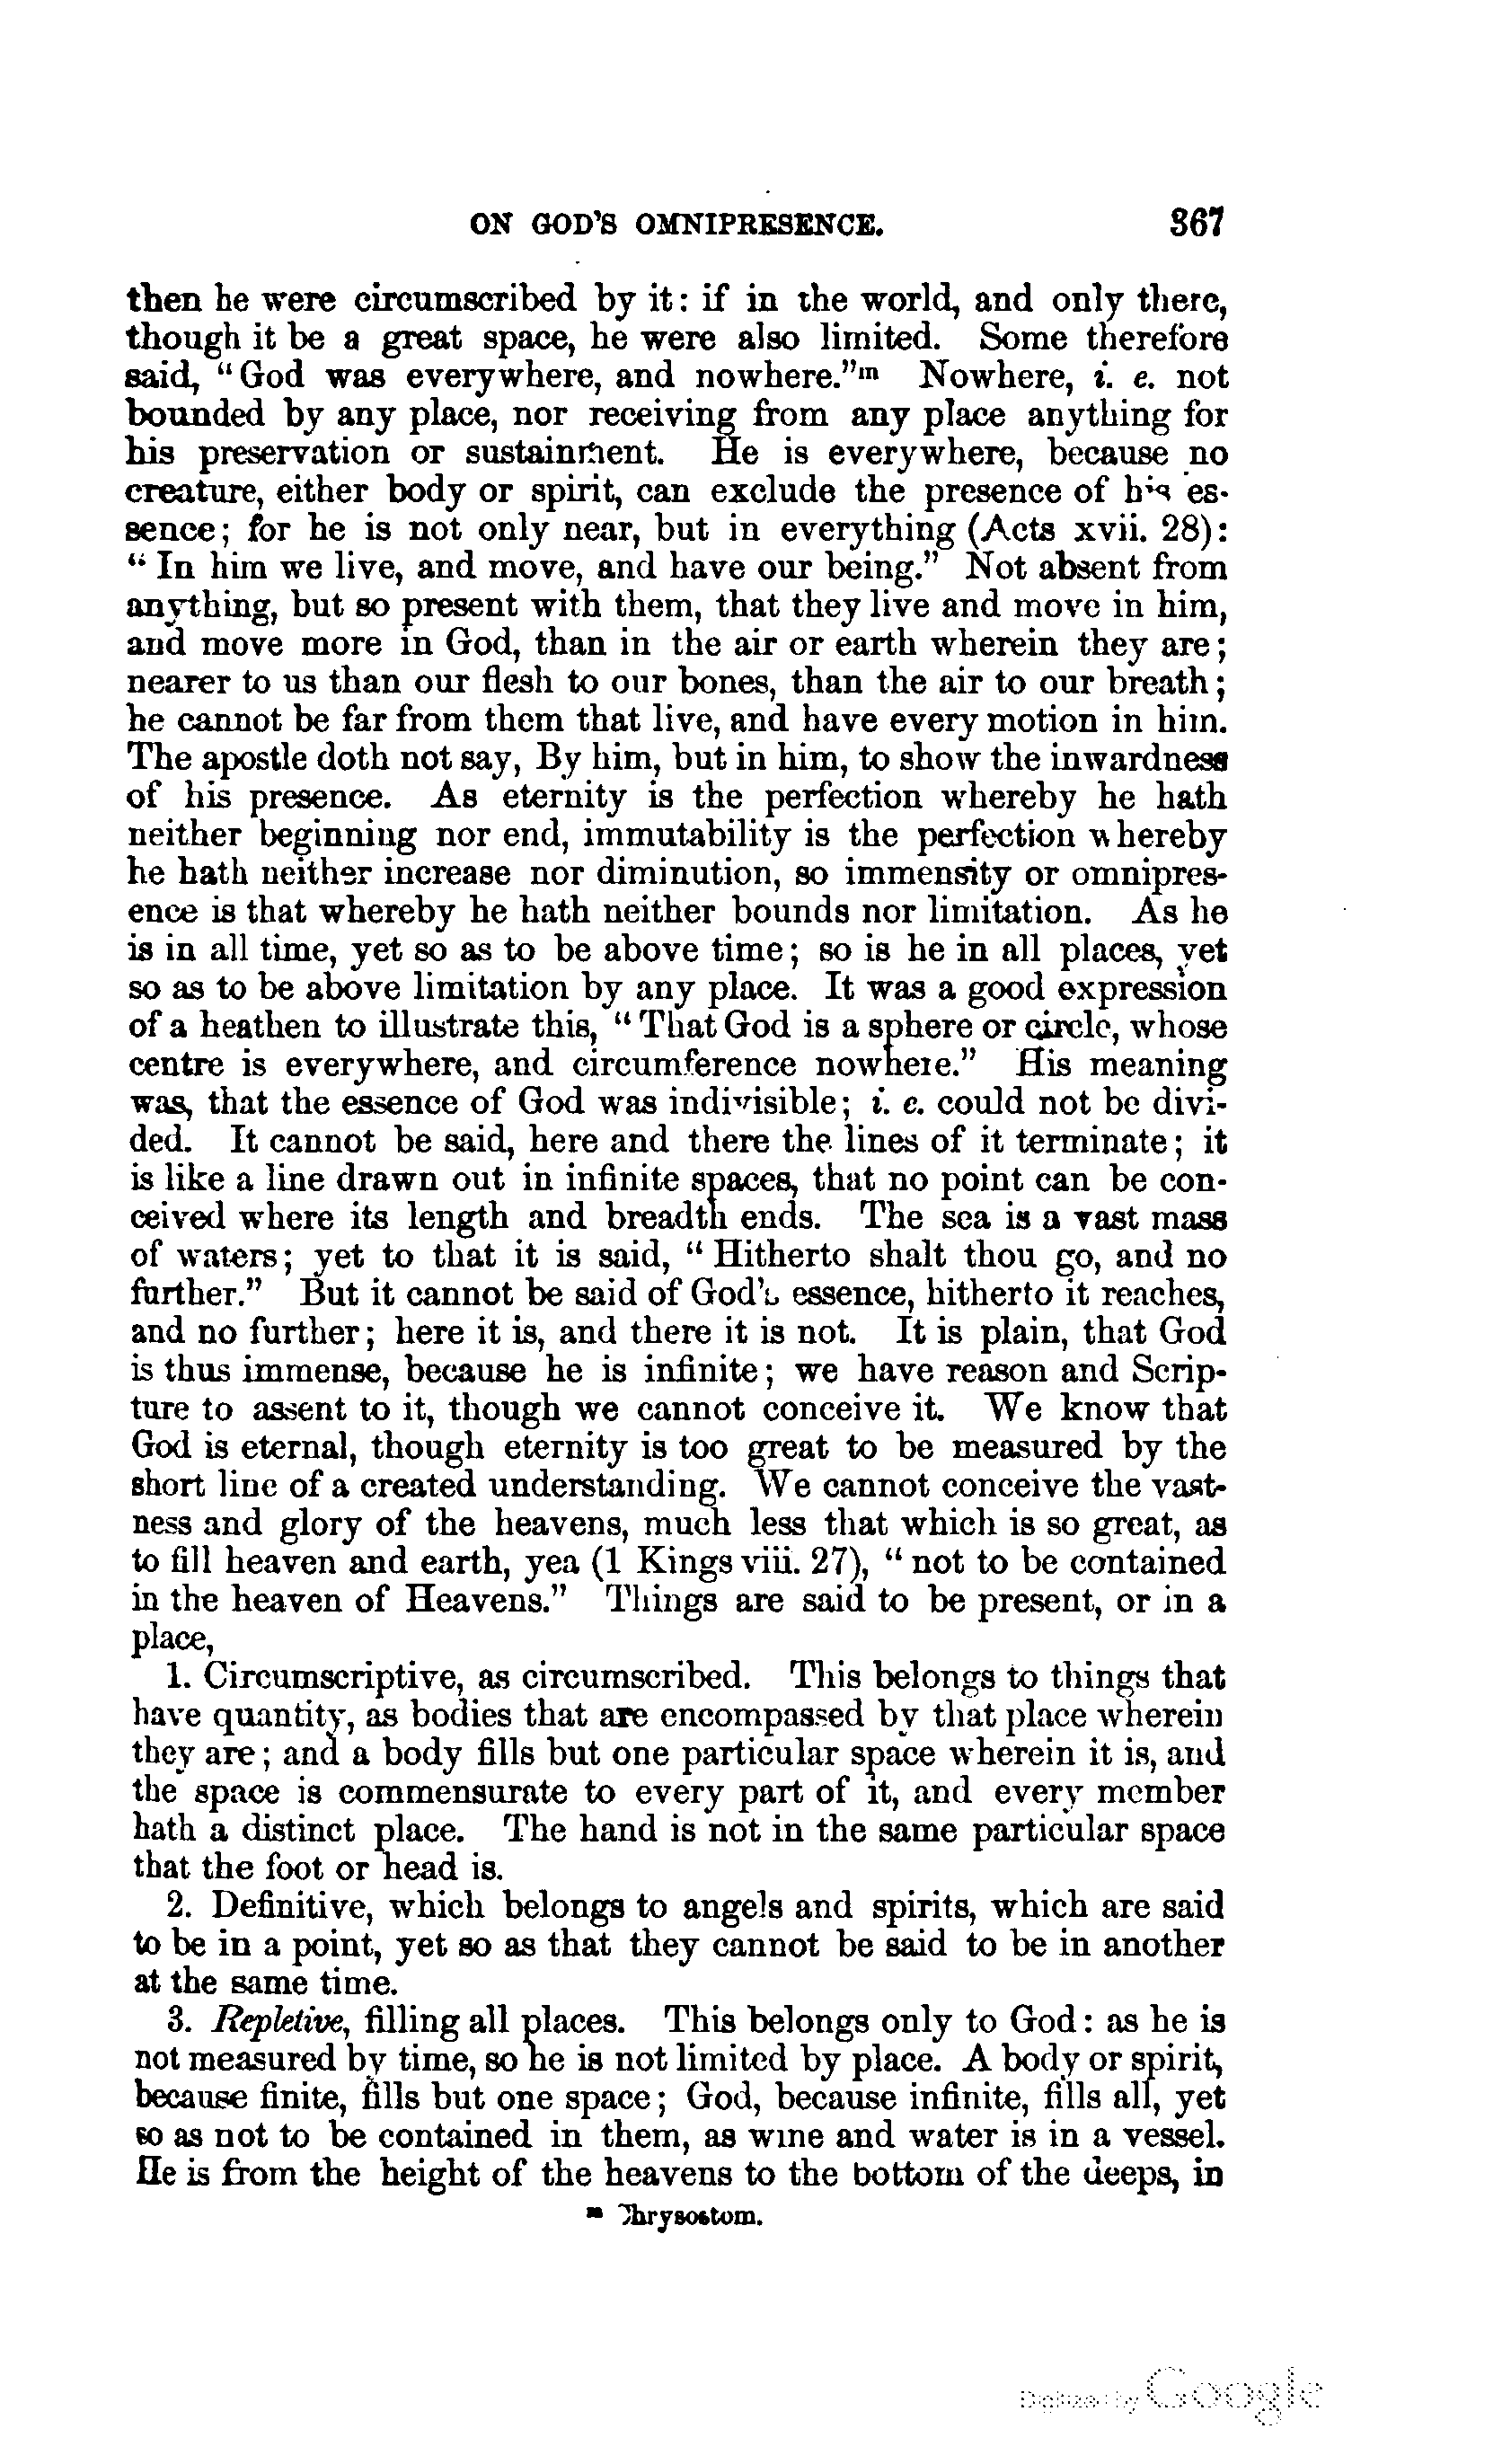 ON GOD'S OMNIPRESENCE. 367
then he were circumscribed by it: if in the world, and only there,
though it be a great space, he were also limited. Some therefore
said, "God was everywhere, and nowhere."m Nowhere, i. e. not
bounded by any place, nor receiving from any place anything for
his preservation or sustainment. He is everywhere, because no
creature, either body or spirit, can exclude the presence of his es-
sence; for he is not only near, but in everything (Acts xvii. 28):
"In him we live, and move, and have our being." Not absent from
anything, but so present with them, that they live and move in him,
and move more in God, than in the air or earth wherein they are;
nearer to us than our flesh to our bones, than the air to our breath;
he cannot be far from them that live, and have every motion in him.
The apostle doth not say, By him, but in him, to show the inwardness
of his presence. As eternity is the perfection whereby he hath
neither beginning nor end, immutability is the perfection whereby
he hath neither increase nor diminution, so immensity or omnipres-
ence is that whereby he hath neither bounds nor limitation. As he
is in all time, yet so as to be above time; so is he in all places, yet
so as to be above limitation by any place. It was a good expression
of a heathen to illustrate this, "That God is a sphere or circle, whose
centre is everywhere, and circumference nowhere." His meaning
was, that the essence of God was indivisible; i. e. could not be divi-
ded. It cannot be said, here and there the lines of it terminate; it
is like a line drawn out in infinite spaces, that no point can be con-
ceived where its length and breadth ends. The sea is a vast mass
of waters; yet to that it is said, "Hitherto shalt thou go, and no
further." But it cannot be said of God's essence, hitherto it reaches,
and no further; here it is, and there it is not. It is plain, that God
is thus immense, because he is infinite; we have reason and Scrip-
ture to assent to it, though we cannot conceive it. We know that
God is eternal, though eternity is too great to be measured by the
short line of a created understanding. We cannot conceive the vast-
ness and glory of the heavens, much less that which is so great, as
to fill heaven and earth, yea (1 Kings viii. 27), "not to be contained
in the heaven of Heavens." Things are said to be present, or in a
place,
1. Circumscriptive, as circumscribed. This belongs to things that
have quantity, as bodies that are encompassed by that place wherein
they are; and a body fills but one particular space wherein it is, and
the space is commensurate to every part of it, and every member
hath a distinct place. The hand is not in the same particular space
that the foot or head is.
2. Definitive, which belongs to angels and spirits, which are said
to be in a point, yet so as that they cannot be said to be in another
at the same time.
3. Repletive, filling all places. This belongs only to God: as he is
not measured by time, so he is not limited by place. A body or spirit,
because finite, fills but one space; God, because infinite, fills all, yet
so as not to be contained in them, as wine and water is in a vessel.
He is from the height of the heavens to the bottom of the deeps, in
m Chrysostom.
Digitized by Google